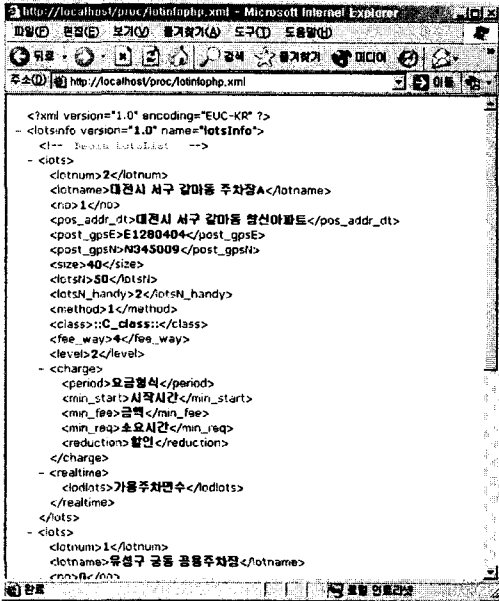 http://localhost/proc/lotinfophp.xml - Microsoft Internet Explorer
파일(F) 편집(E) 보기(V) 즐겨찾기(A) 도구(T) 도움말(H)
뒤로 검색 즐겨찾기 미디어
주소(D) http://localhost/proc/lotinfophp.xml 이동
<?xml version="1.0" encoding="EUC-KR" ?>
- <lotsinfo version="1.0" name="lotsInfo">
<!-- Begin LotsList -->
- <lots>
<lotnum>2</lotnum>
<lotname>대전시 서구 갈마동 주차장A</lotname>
<no>1</no>
<pos_addr_dt>대전시 서구 갈마동 향신아파트</pos_addr_dt>
<post_gpsE>E1280404</post_gpsE>
<post_gpsN>N345009</post_gpsN>
<size>40</size>
<lotsN>50</lotsN>
<lotsN_handy>2</lotsN_handy>
<method>1</method>
<class>::C_class::</class>
<fee_way>4</fee_way>
<level>2</level>
- <charge>
<period>요금형식</period>
<min_start>시작시간</min_start>
<min_fee>금액</min_fee>
<min_req>소요시간</min_req>
<reduction>할인</reduction>
</charge>
- <realtime>
<lodlots>가용주차면수</lodlots>
</realtime>
</lots>
- <lots>
<lotnum>1</lotnum>
<lotname>유성구 궁동 공용주차장</lotname>
<no>0</no>
완료 로컬 인트라넷